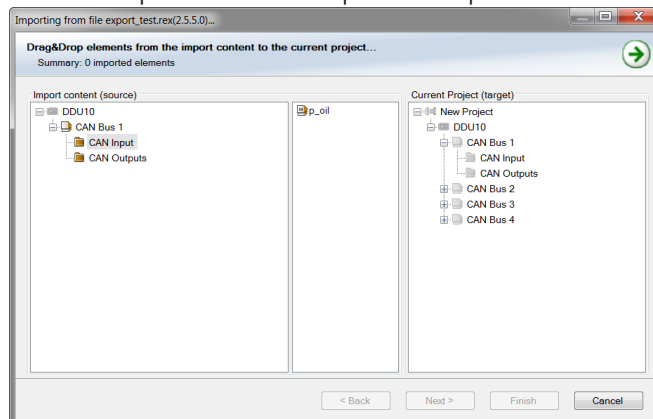 Importing from file export_test.rex(2.5.5.0)...
Drag&Drop elements from the import content to the current project...
Summary: 0 imported elements
Import content (source)
DDU10
CAN Bus 1
CAN Input
CAN Outputs
p_oil
Current Project (target)
New Project
DDU10
CAN Bus 1
CAN Input
CAN Outputs
CAN Bus 2
CAN Bus 3
CAN Bus 4
< Back
Next >
Finish
Cancel